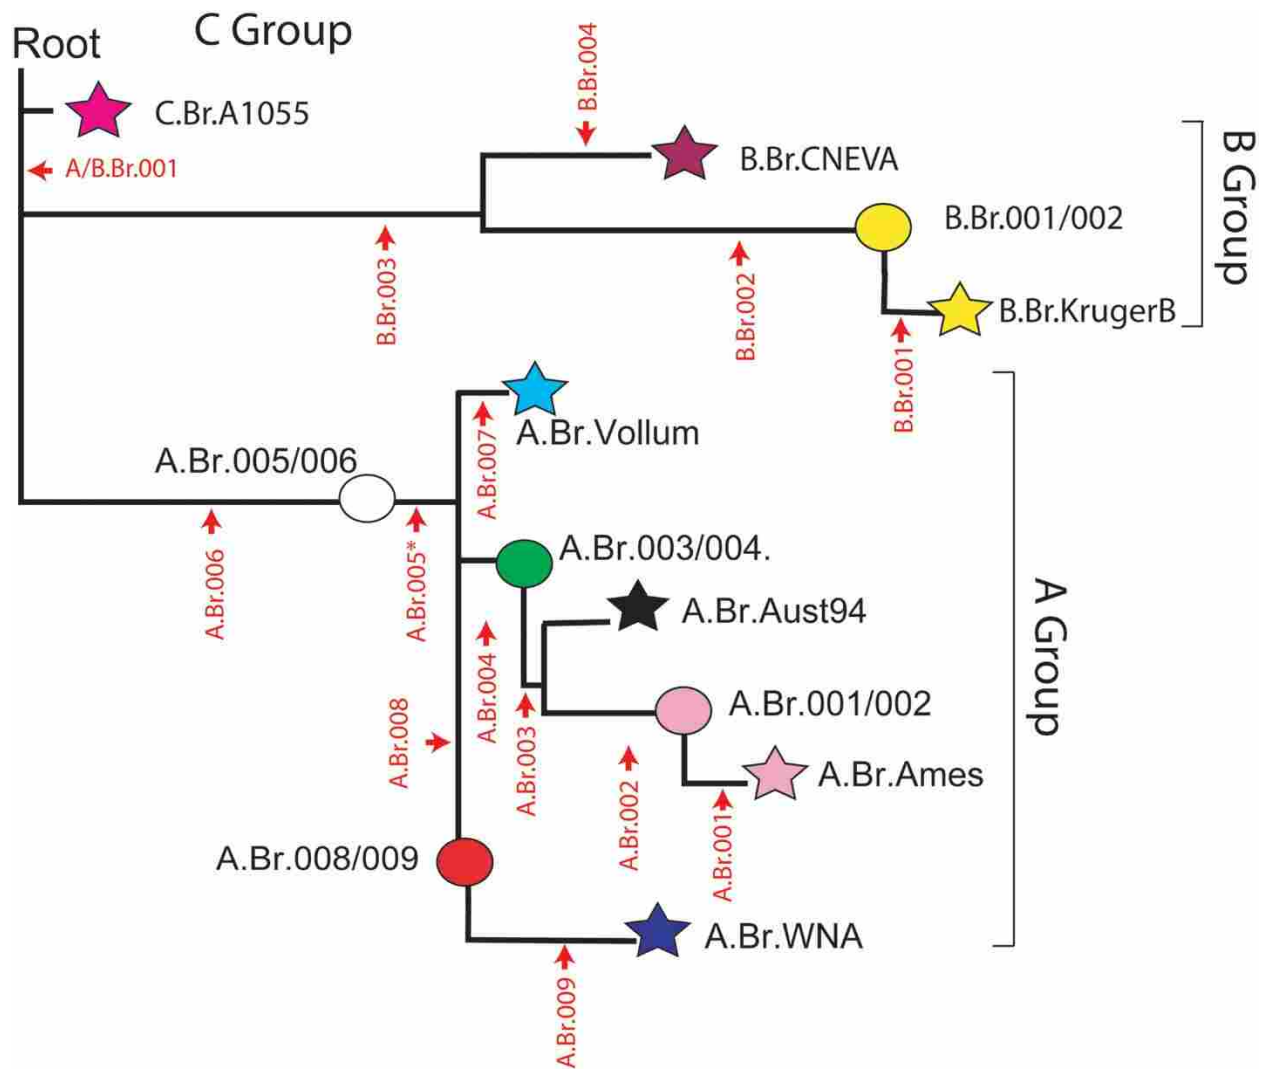 C Group
Root
B.Br.004
C.Br.A1055
A/B.Br.001
B.Br.CNEVA
B Group
B.Br.001/002
B.Br.003
B.Br.002
B.Br.KrugerB
B.Br.001
A.Br.Vollum
A.Br.005/006
A.Br.007
A.Br.003/004.
A.Br.006
A.Br.005*
A.Br.Aust94
A Group
A.Br.004
A.Br.001/002
A.Br.008
A.Br.003
A.Br.Ames
A.Br.002
A.Br.001
A.Br.008/009
A.Br.WNA
A.Br.009